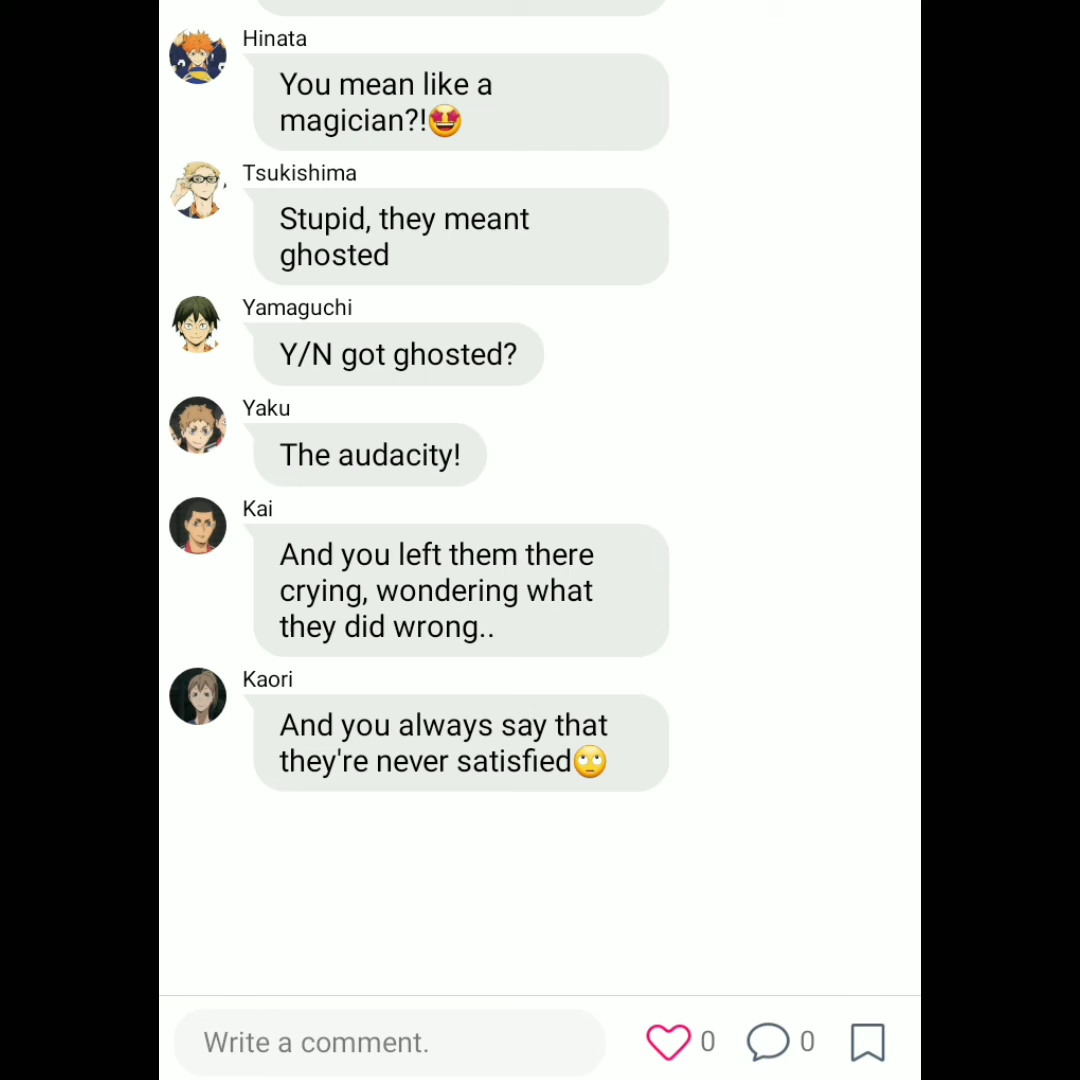 Hinata
You mean like a
magician?!🤩
Tsukishima
Stupid, they meant
ghosted
Yamaguchi
Y/N got ghosted?
Yaku
The audacity!
Kai
And you left them there
crying, wondering what
they did wrong..
Kaori
And you always say that
they're never satisfied🙄
Write a comment. 0 0